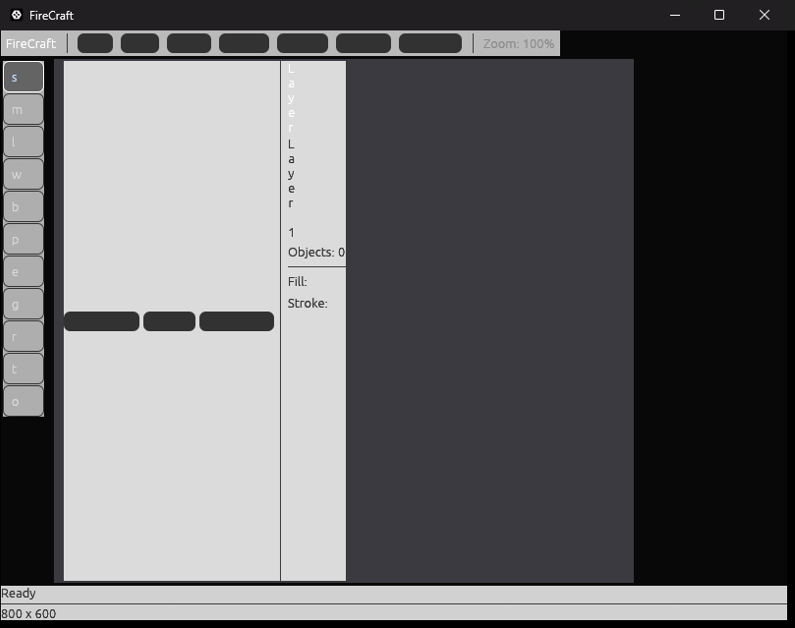 FireCraft
FireCraft Zoom: 100%
s
m
l
w
b
p
e
g
r
t
o
L
a
y
e
r
L
a
y
e
r
1
Objects: 0
Fill:
Stroke:
Ready
800 x 600